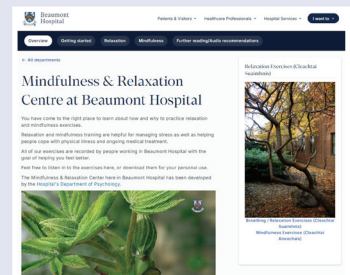 Beaumont
Hospital
Patients & Visitors
Healthcare Professionals
Hospital Services
I want to
Overview
Getting started
Relaxation
Mindfulness
Further reading/Audio recommendations
← All departments
Mindfulness & Relaxation
Centre at Beaumont Hospital
You have come to the right place to learn about how and why to practice relaxation
and mindfulness exercises.
Relaxation and mindfulness training are helpful for managing stress as well as helping
people cope with physical illness and ongoing medical treatment.
All of our exercises are recorded by people working in Beaumont Hospital with the
goal of helping you feel better.
Feel free to listen in to the exercises here, or download them for your personal use.
The Mindfulness & Relaxation Centre here in Beaumont Hospital has been developed
by the Hospital's Department of Psychology.
Relaxation Exercises (Cleachtaí
Suaimhnis)
Breathing / Relaxation Exercises (Cleachtaí
Suaimhnis)
Mindfulness Exercises (Cleachtaí
Aireachais)